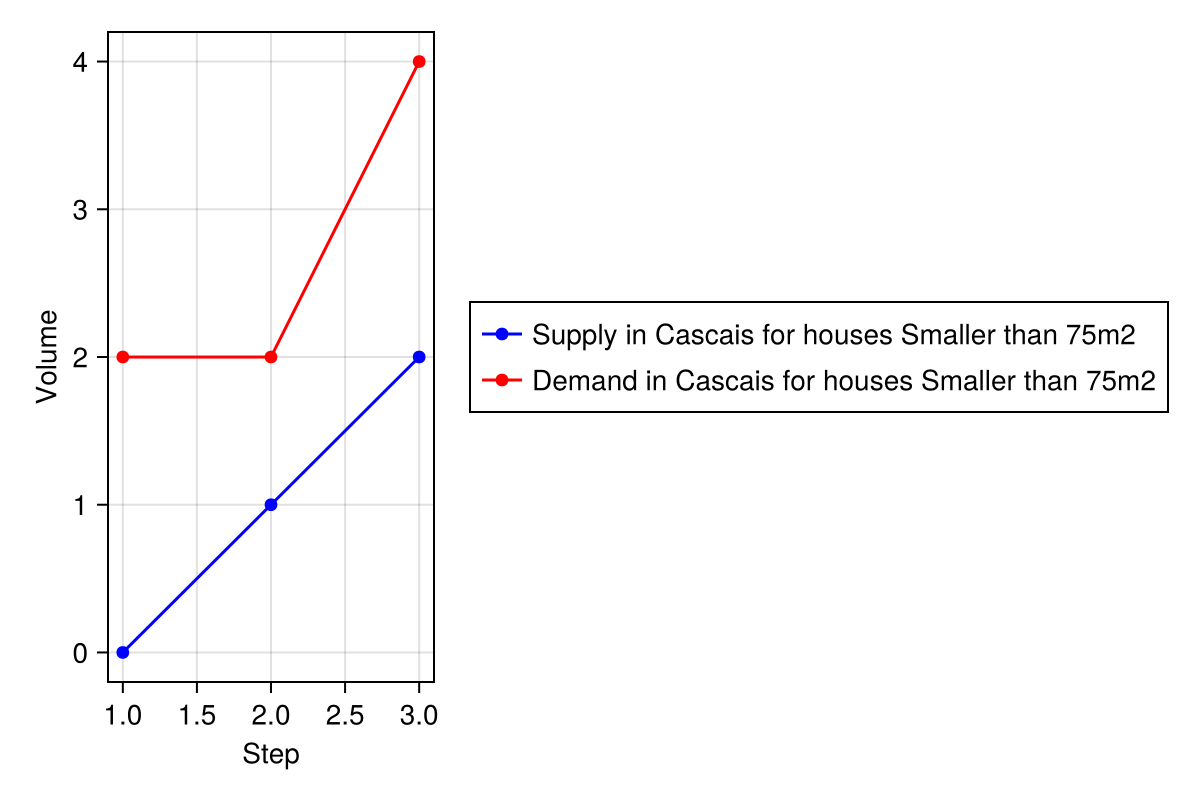 4
3
2
1
0
Volume
1.0 1.5 2.0 2.5 3.0
Step
Supply in Cascais for houses Smaller than 75m2
Demand in Cascais for houses Smaller than 75m2